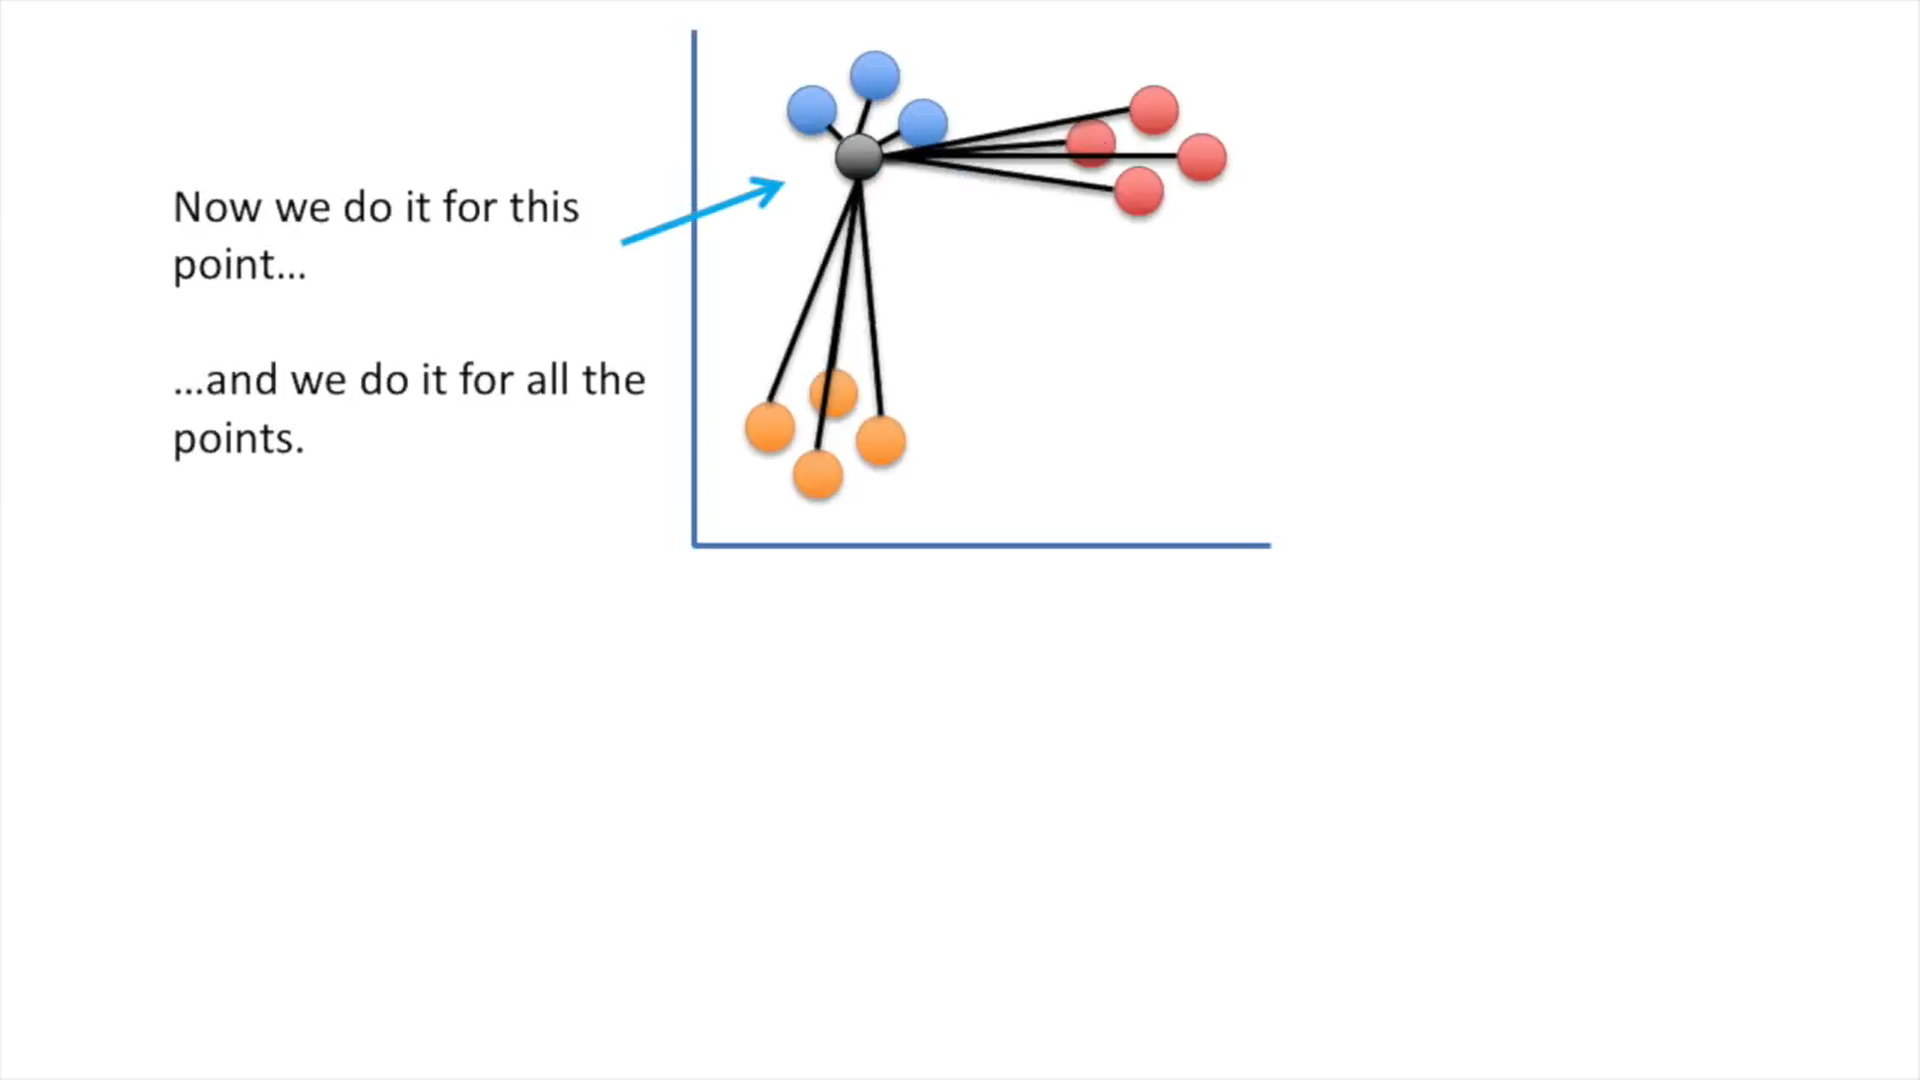 Now we do it for this
point...
...and we do it for all the
points.